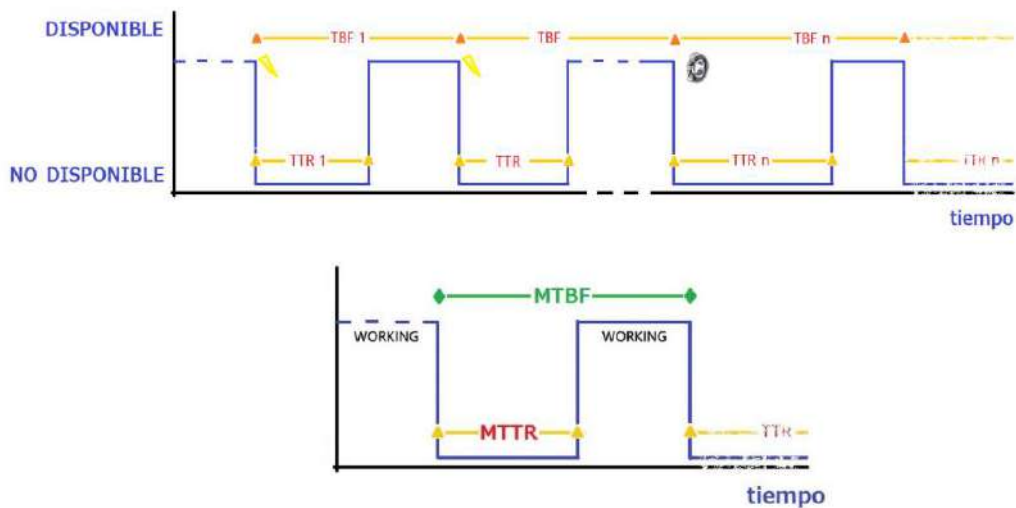 DISPONIBLE
TBF 1 TBF TBF n
TTR 1 TTR TTR n TTR n
NO DISPONIBLE
tiempo
MTBF
WORKING WORKING
MTTR TTR
tiempo